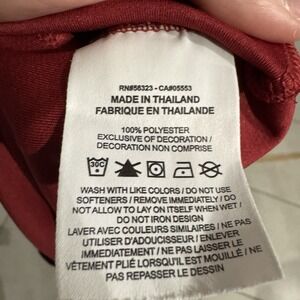 RN#56323 - CA#05553
MADE IN THAILAND
FABRIQUE EN THAILANDE
100% POLYESTER
EXCLUSIVE OF DECORATION /
DECORATION NON COMPRISE
30C
WASH WITH LIKE COLORS / DO NOT USE
SOFTENERS / REMOVE IMMEDIATELY / DO
NOT ALLOW TO LAY ON ITSELF WHEN WET /
DO NOT IRON DESIGN
LAVER AVEC COULEURS SIMILAIRES / NE PAS
UTILISER D'ADOUCISSEUR / ENLEVER
IMMEDIATEMENT / NE PAS LAISSER LE
VÊTEMENT PLIÉ LORSQU'IL EST MOUILLÉ / NE
PAS REPASSER LE DESSIN